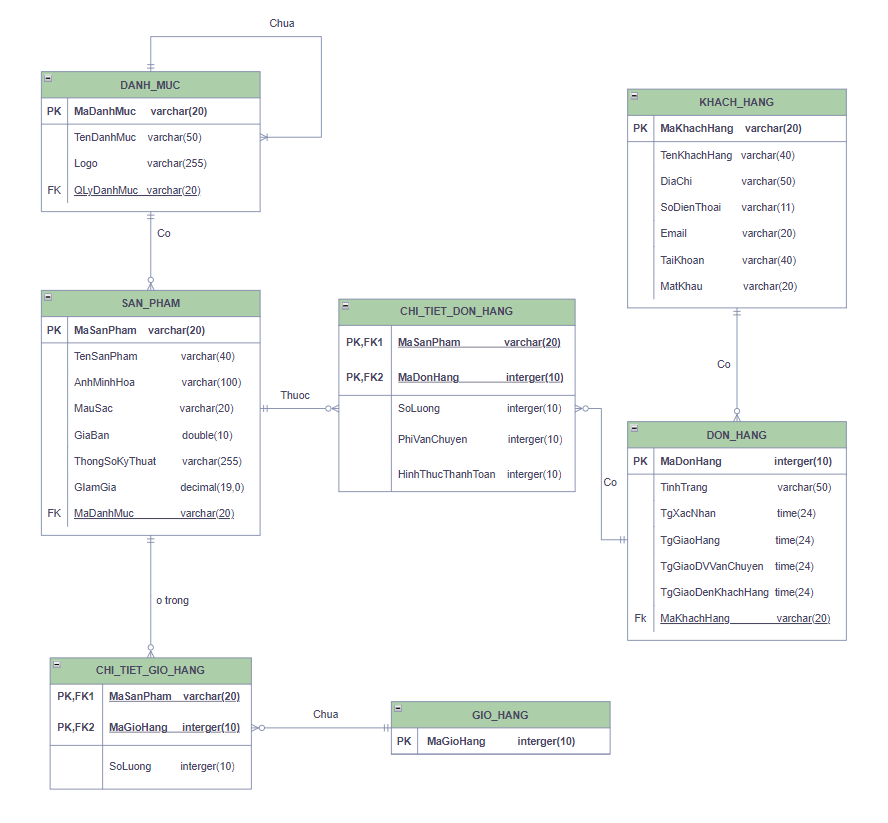 Chua
DANH_MUC
PK MaDanhMuc varchar(20)
TenDanhMuc varchar(50)
Logo varchar(255)
FK QLyDanhMuc varchar(20)
Co
SAN_PHAM
PK MaSanPham varchar(20)
TenSanPham varchar(40)
AnhMinhHoa varchar(100)
MauSac varchar(20)
GiaBan double(10)
ThongSoKyThuat varchar(255)
GIamGia decimal(19,0)
FK MaDanhMuc varchar(20)
Thuoc
CHI_TIET_DON_HANG
PK,FK1 MaSanPham varchar(20)
PK,FK2 MaDonHang interger(10)
SoLuong interger(10)
PhiVanChuyen interger(10)
HinhThucThanhToan interger(10)
Co
KHACH_HANG
PK MaKhachHang varchar(20)
TenKhachHang varchar(40)
DiaChi varchar(50)
SoDienThoai varchar(11)
Email varchar(20)
TaiKhoan varchar(40)
MatKhau varchar(20)
Co
DON_HANG
PK MaDonHang interger(10)
TinhTrang varchar(50)
TgXacNhan time(24)
TgGiaoHang time(24)
TgGiaoDVVanChuyen time(24)
TgGiaoDenKhachHang time(24)
Fk MaKhachHang varchar(20)
o trong
CHI_TIET_GIO_HANG
PK,FK1 MaSanPham varchar(20)
PK,FK2 MaGioHang interger(10)
SoLuong interger(10)
Chua
GIO_HANG
PK MaGioHang interger(10)